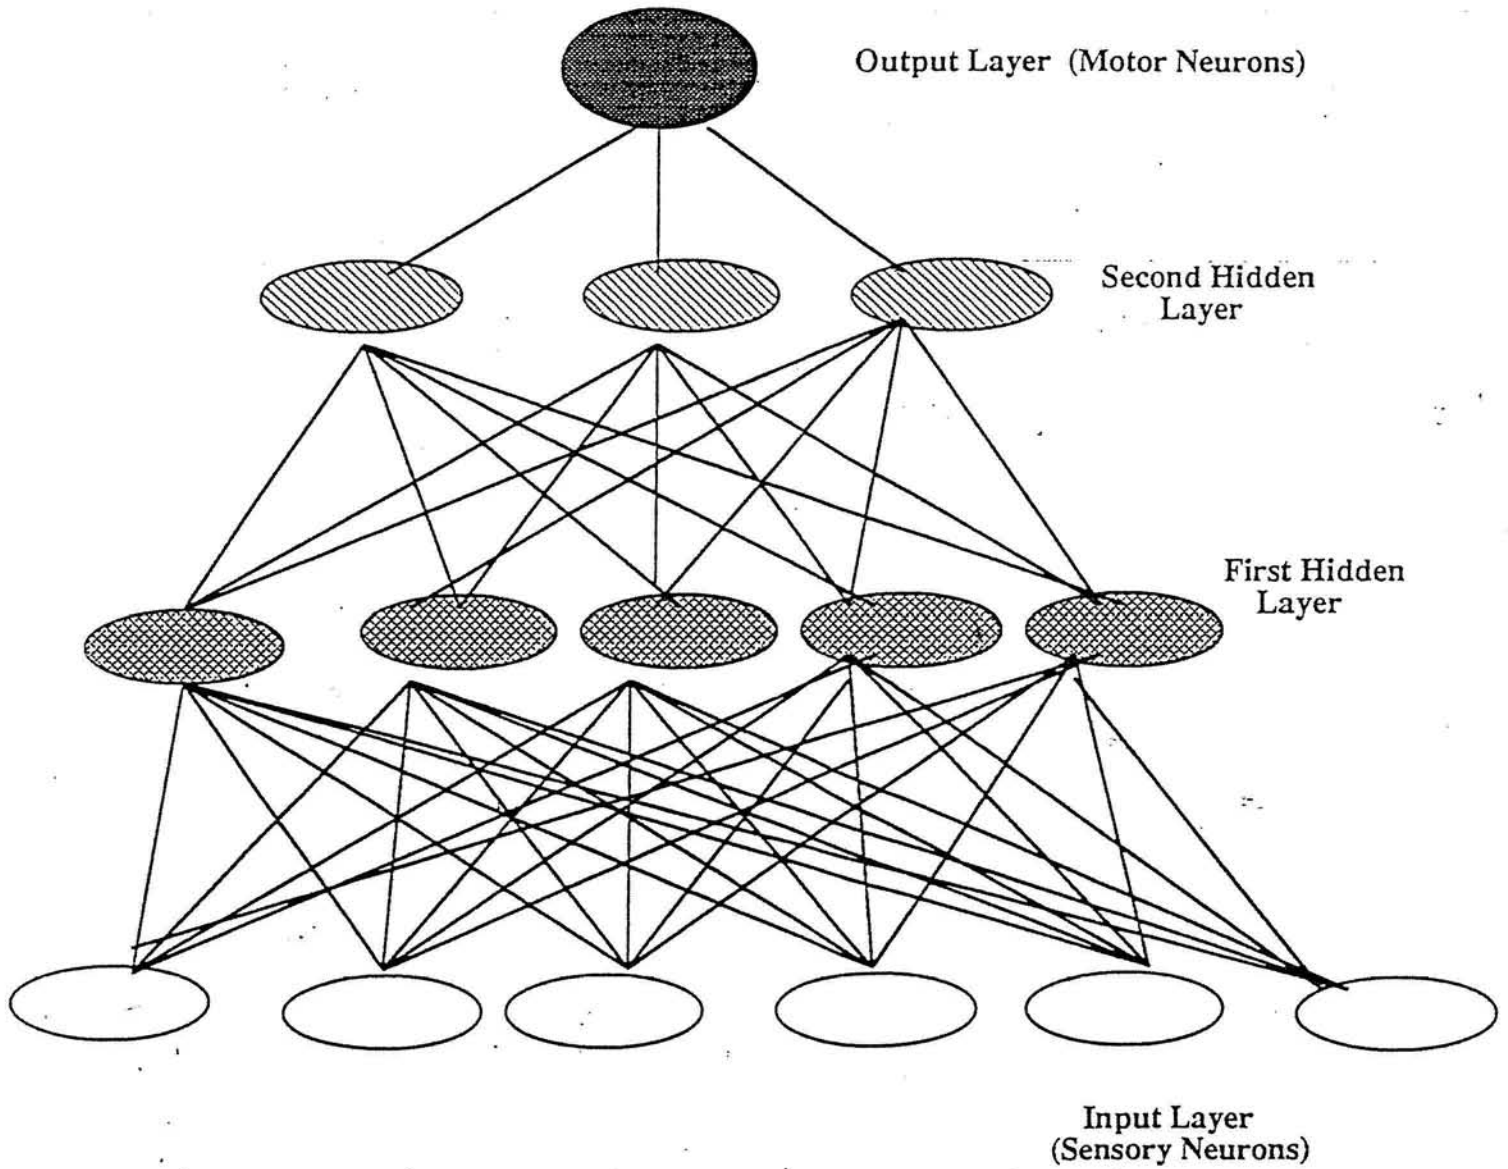 Output Layer (Motor Neurons)
Second Hidden
Layer
First Hidden
Layer
Input Layer
(Sensory Neurons)